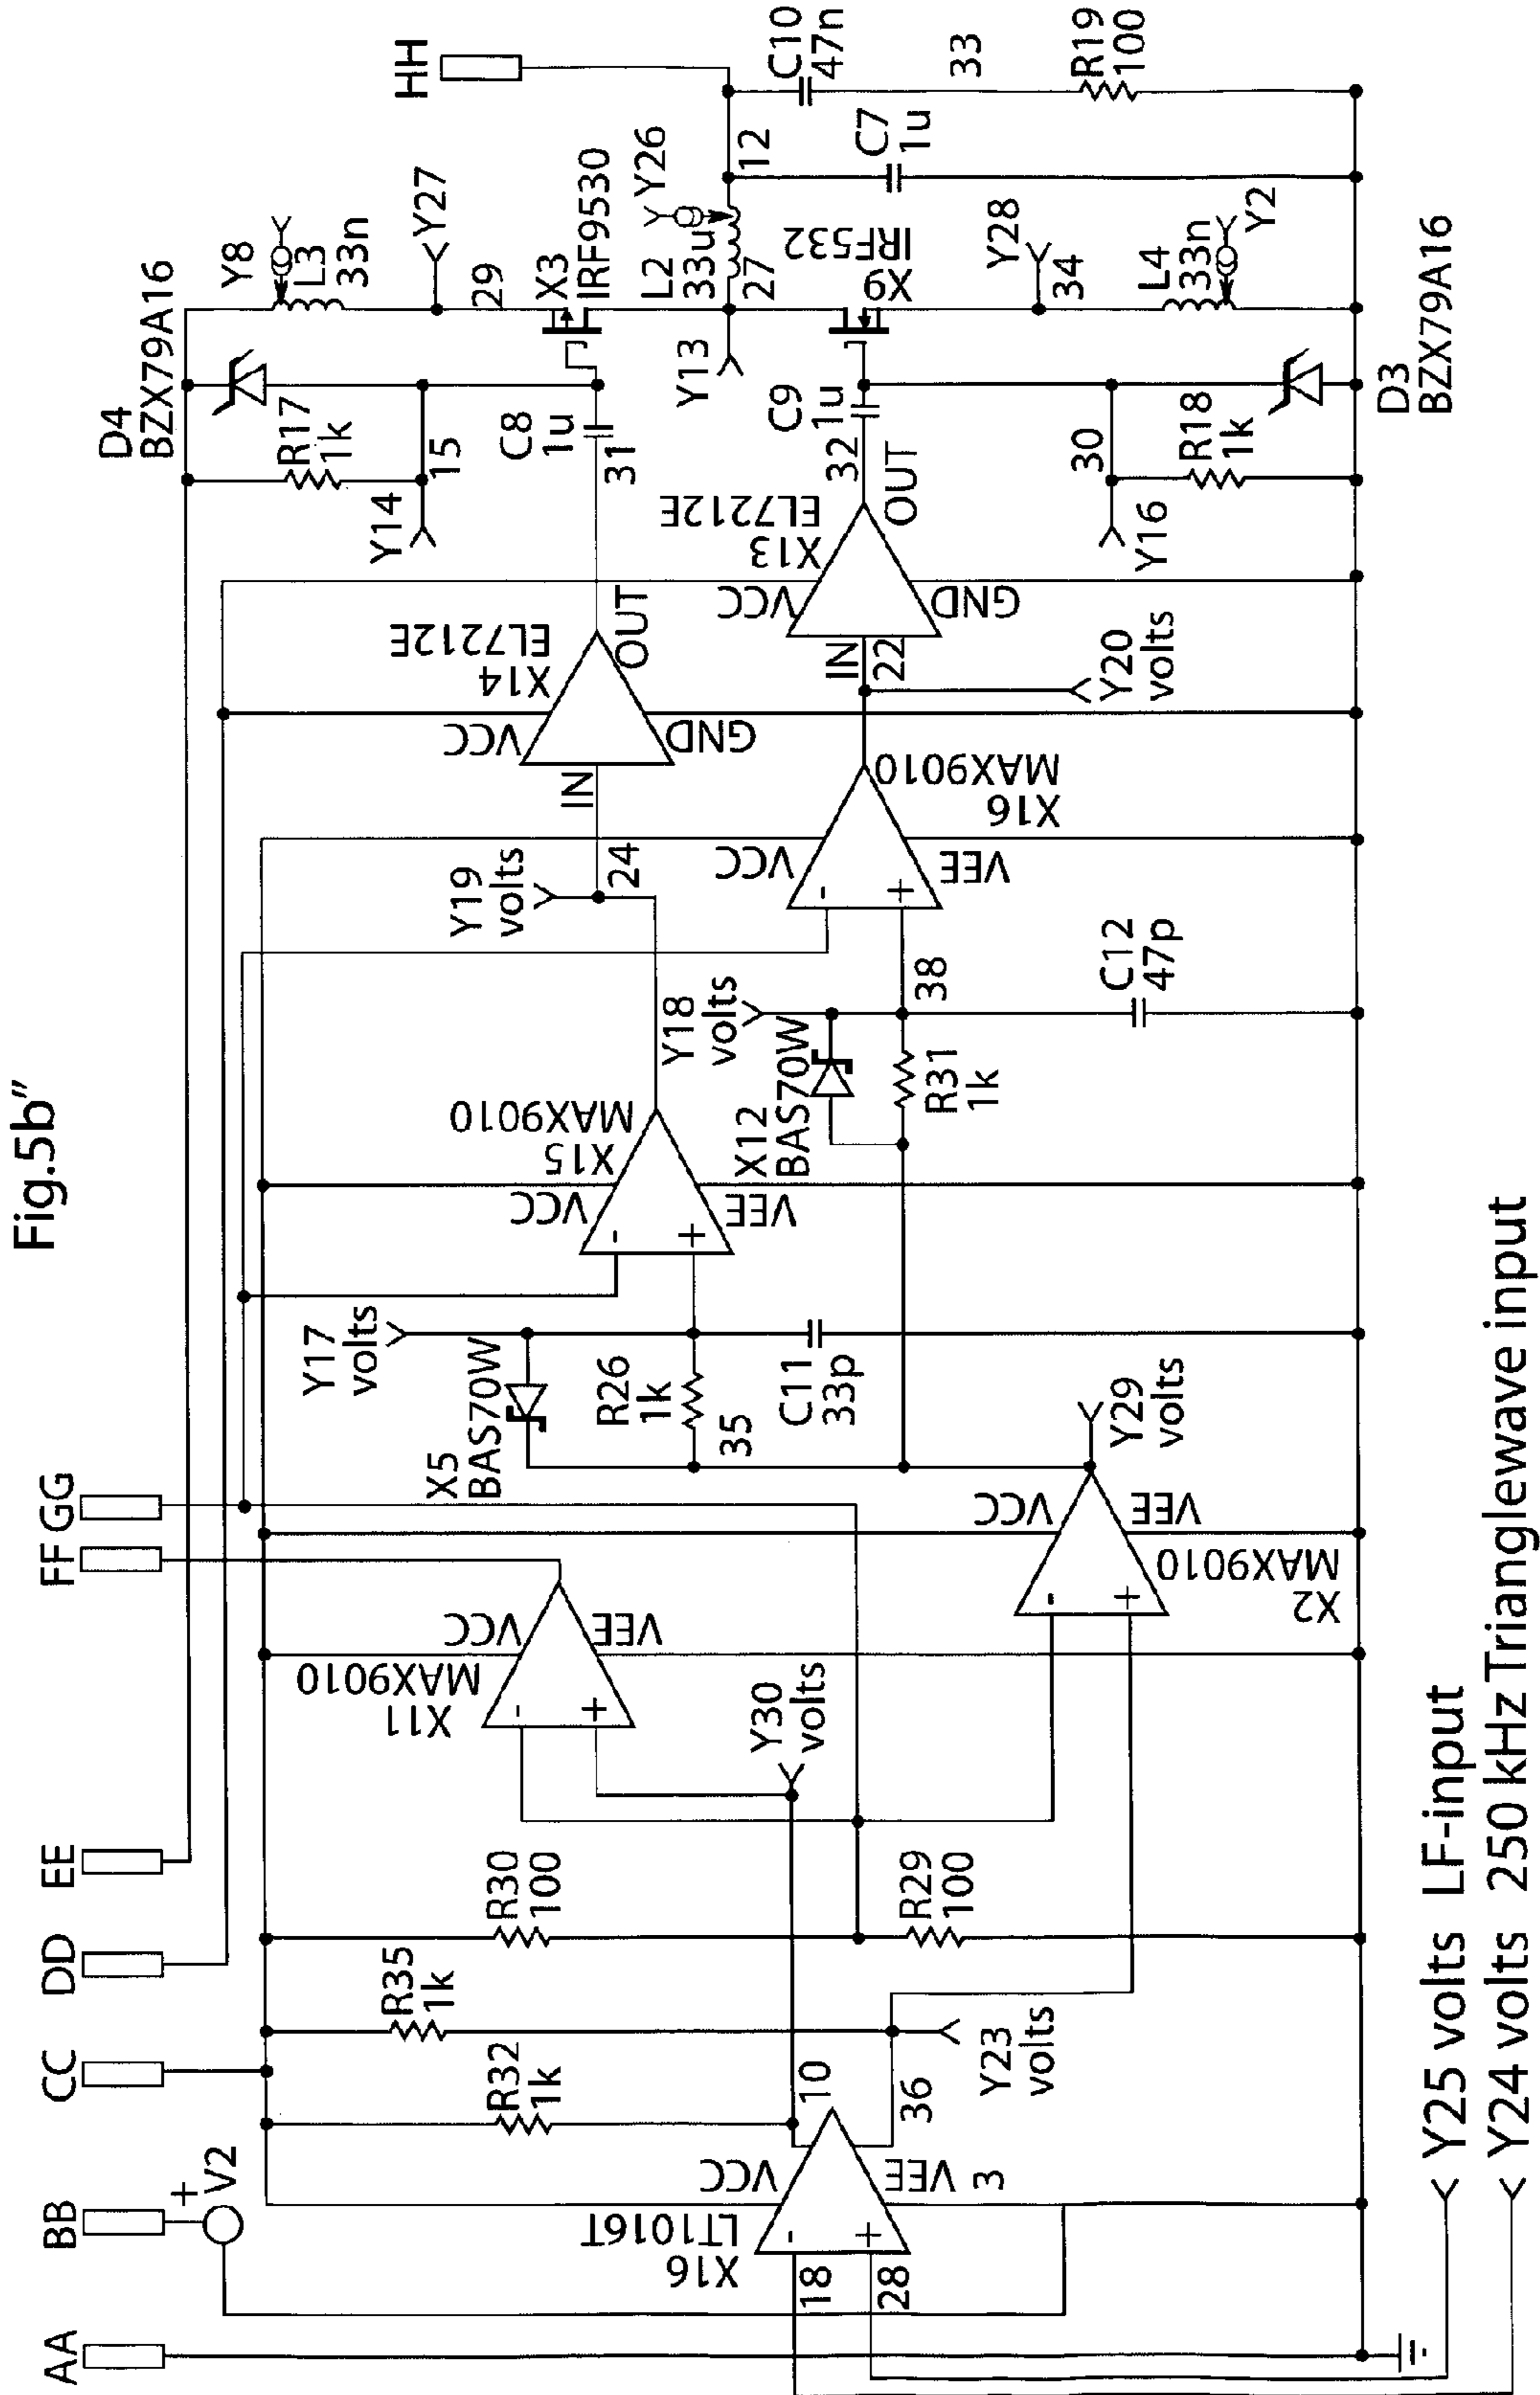 Fig.5b"
AA
BB
CC
DD
EE
FF
GG
HH
+
V2
R32
1k
R35
1k
R30
100
R29
100
X16
LT1016T
VCC
VEE
3
-
+
18
28
10
36
Y23
volts
Y30
volts
X11
MAX9010
VCC
VEE
-
+
X2
MAX9010
VCC
VEE
-
+
Y29
volts
X5
BAS70W
R26
1k
35
Y17
volts
C11
33p
X15
MAX9010
VCC
VEE
-
+
X12
BAS70W
R31
1k
Y18
volts
38
C12
47p
Y19
volts
24
X16
MAX9010
VCC
VEE
-
+
IN
X14
EL7212E
VCC
GND
OUT
IN
22
Y20
volts
X13
EL7212E
VCC
GND
OUT
D4
BZX79A16
R17
1k
Y14
15
C8
1u
31
C9
1u
32
30
Y16
R18
1k
D3
BZX79A16
Y8
L3
33n
Y27
29
X3
IRF9530
Y13
L2
33u
27
Y26
X9
IRF532
Y28
34
L4
33n
Y2
12
C7
1u
C10
47n
33
R19
100
Y25 volts LF-input
Y24 volts 250 kHz Trianglewave input